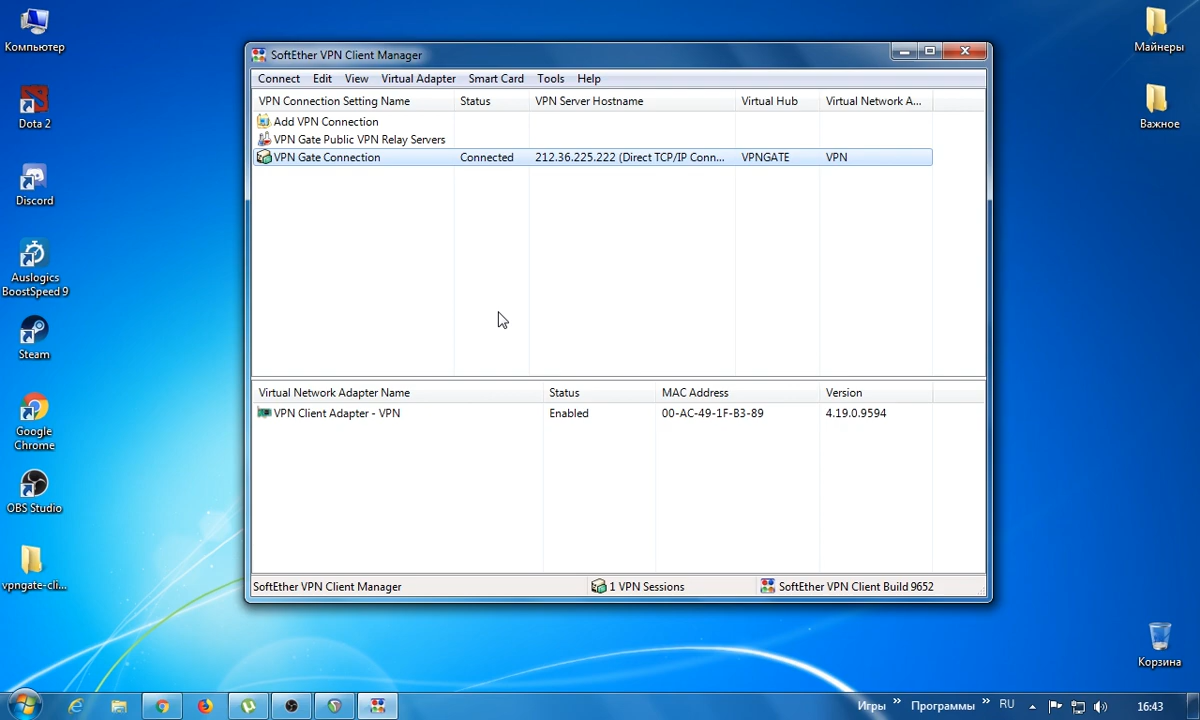 Компьютер
Dota 2
Discord
Auslogics
BoostSpeed 9
Steam
Google
Chrome
OBS Studio
vpngate-cli...
SoftEther VPN Client Manager
Connect Edit View Virtual Adapter Smart Card Tools Help
VPN Connection Setting Name Status VPN Server Hostname Virtual Hub Virtual Network A...
Add VPN Connection
VPN Gate Public VPN Relay Servers
VPN Gate Connection Connected 212.36.225.222 (Direct TCP/IP Conn... VPNGATE VPN
Virtual Network Adapter Name Status MAC Address Version
VPN Client Adapter - VPN Enabled 00-AC-49-1F-B3-89 4.19.0.9594
SoftEther VPN Client Manager 1 VPN Sessions SoftEther VPN Client Build 9652
Майнеры
Важное
Корзина
Игры » Программы » RU 16:43